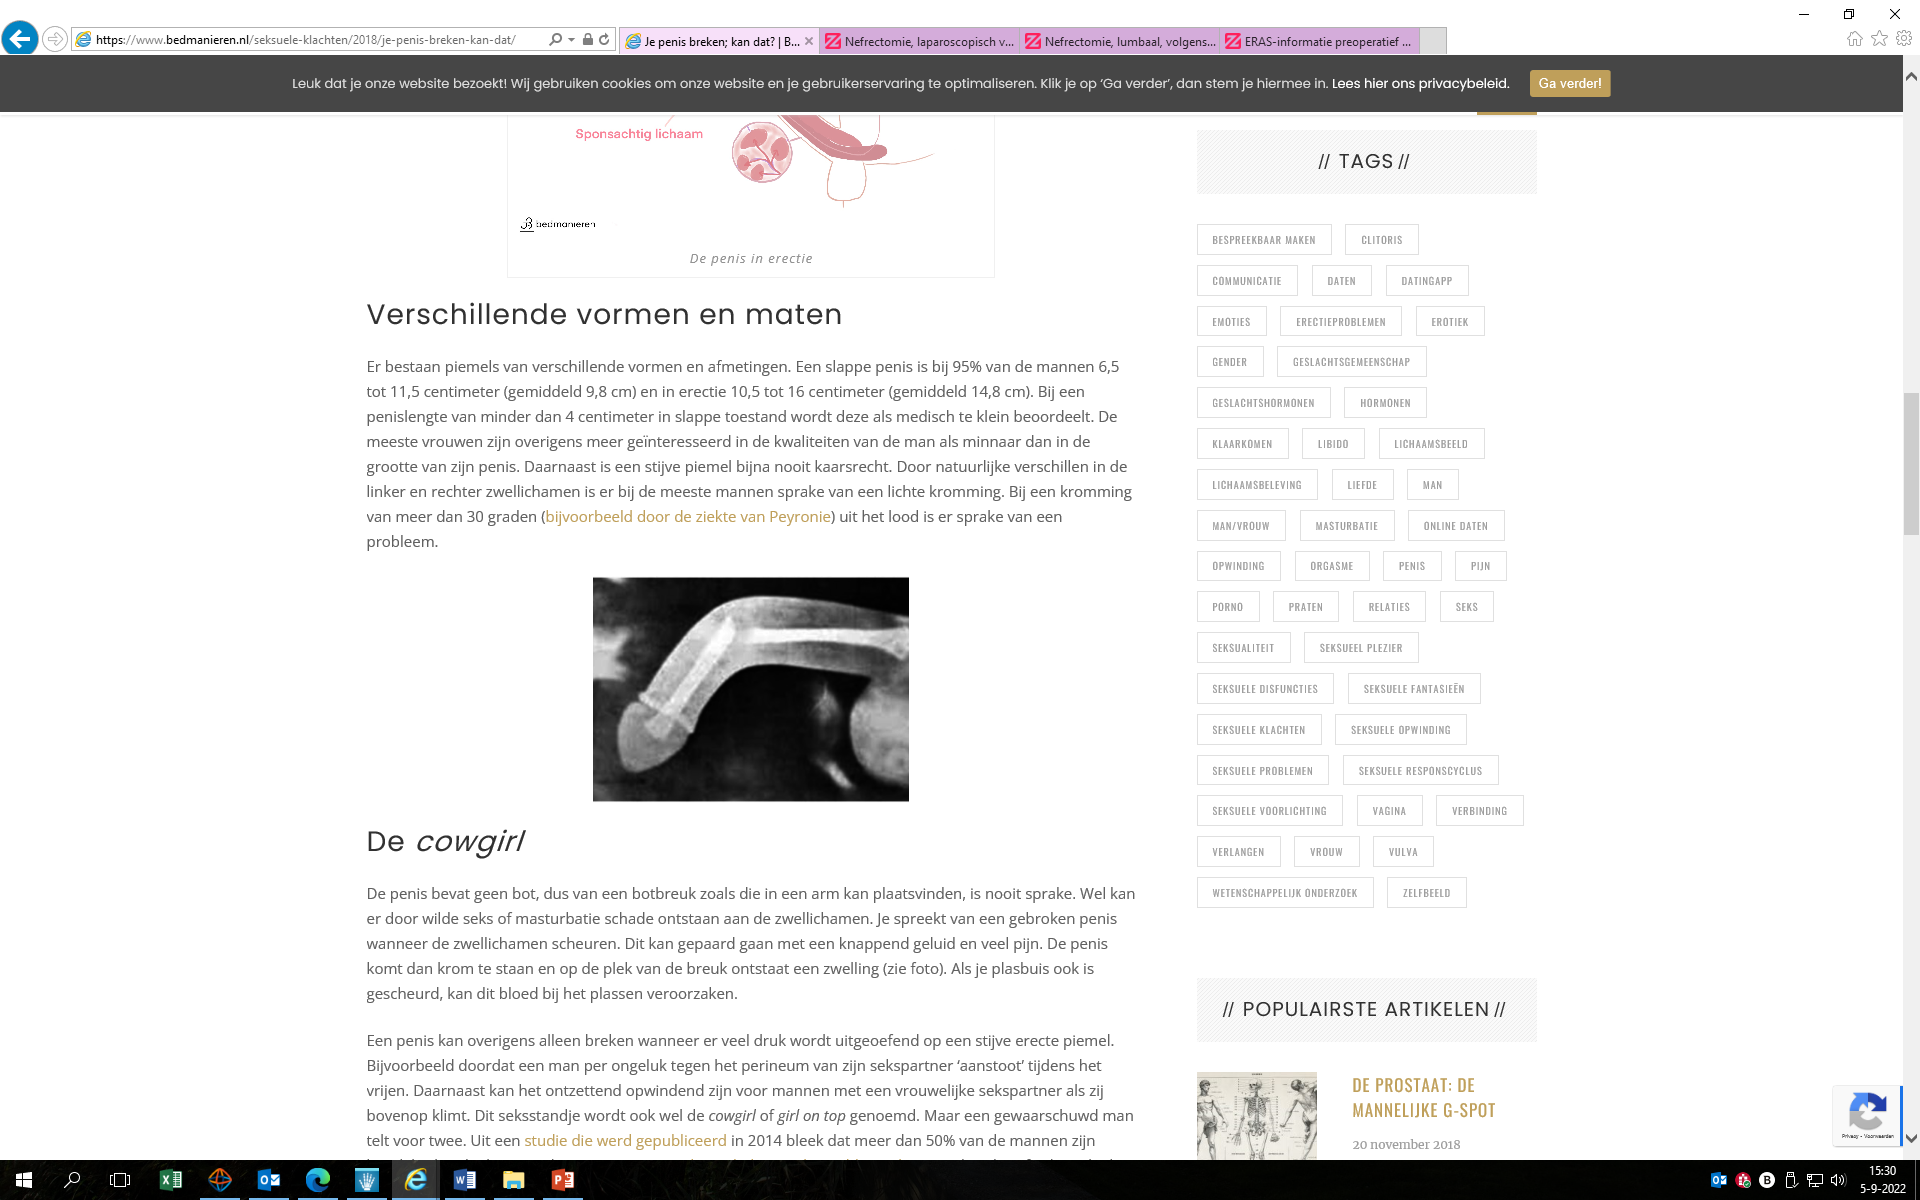 https://www.bedmanieren.nl/seksuele-klachten/2018/je-penis-breken-kan-dat/
Je penis breken; kan dat? | B...
Nefrectomie, laparoscopisch v...
Nefrectomie, lumbaal, volgens...
ERAS-informatie preoperatief ...
Leuk dat je onze website bezoekt! Wij gebruiken cookies om onze website en je gebruikerservaring te optimaliseren. Klik je op ‘Ga verder’, dan stem je hiermee in. Lees hier ons privacybeleid.
Ga verder!
Sponsachtig lichaam
bedmanieren
De penis in erectie
Verschillende vormen en maten
Er bestaan piemels van verschillende vormen en afmetingen. Een slappe penis is bij 95% van de mannen 6,5
tot 11,5 centimeter (gemiddeld 9,8 cm) en in erectie 10,5 tot 16 centimeter (gemiddeld 14,8 cm). Bij een
penislengte van minder dan 4 centimeter in slappe toestand wordt deze als medisch te klein beoordeelt. De
meeste vrouwen zijn overigens meer geïnteresseerd in de kwaliteiten van de man als minnaar dan in de
grootte van zijn penis. Daarnaast is een stijve piemel bijna nooit kaarsrecht. Door natuurlijke verschillen in de
linker en rechter zwellichamen is er bij de meeste mannen sprake van een lichte kromming. Bij een kromming
van meer dan 30 graden (bijvoorbeeld door de ziekte van Peyronie) uit het lood is er sprake van een
probleem.
De cowgirl
De penis bevat geen bot, dus van een botbreuk zoals die in een arm kan plaatsvinden, is nooit sprake. Wel kan
er door wilde seks of masturbatie schade ontstaan aan de zwellichamen. Je spreekt van een gebroken penis
wanneer de zwellichamen scheuren. Dit kan gepaard gaan met een knappend geluid en veel pijn. De penis
komt dan krom te staan en op de plek van de breuk ontstaat een zwelling (zie foto). Als je plasbuis ook is
gescheurd, kan dit bloed bij het plassen veroorzaken.
Een penis kan overigens alleen breken wanneer er veel druk wordt uitgeoefend op een stijve erecte piemel.
Bijvoorbeeld doordat een man per ongeluk tegen het perineum van zijn sekspartner ‘aanstoot’ tijdens het
vrijen. Daarnaast kan het ontzettend opwindend zijn voor mannen met een vrouwelijke sekspartner als zij
bovenop klimt. Dit seksstandje wordt ook wel de cowgirl of girl on top genoemd. Maar een gewaarschuwd man
telt voor twee. Uit een studie die werd gepubliceerd in 2014 bleek dat meer dan 50% van de mannen zijn
// TAGS //
BESPREEKBAAR MAKEN
CLITORIS
COMMUNICATIE
DATEN
DATINGAPP
EMOTIES
ERECTIEPROBLEMEN
EROTIEK
GENDER
GESLACHTSGEMEENSCHAP
GESLACHTSHORMONEN
HORMONEN
KLAARKOMEN
LIBIDO
LICHAAMSBEELD
LICHAAMSBELEVING
LIEFDE
MAN
MAN/VROUW
MASTURBATIE
ONLINE DATEN
OPWINDING
ORGASME
PENIS
PIJN
PORNO
PRATEN
RELATIES
SEKS
SEKSUALITEIT
SEKSUEEL PLEZIER
SEKSUELE DISFUNCTIES
SEKSUELE FANTASIEËN
SEKSUELE KLACHTEN
SEKSUELE OPWINDING
SEKSUELE PROBLEMEN
SEKSUELE RESPONSCYCLUS
SEKSUELE VOORLICHTING
VAGINA
VERBINDING
VERLANGEN
VROUW
VULVA
WETENSCHAPPELIJK ONDERZOEK
ZELFBEELD
// POPULAIRSTE ARTIKELEN //
DE PROSTAAT: DE
MANNELIJKE G-SPOT
20 november 2018
Privacy - Voorwaarden
15:30
5-9-2022